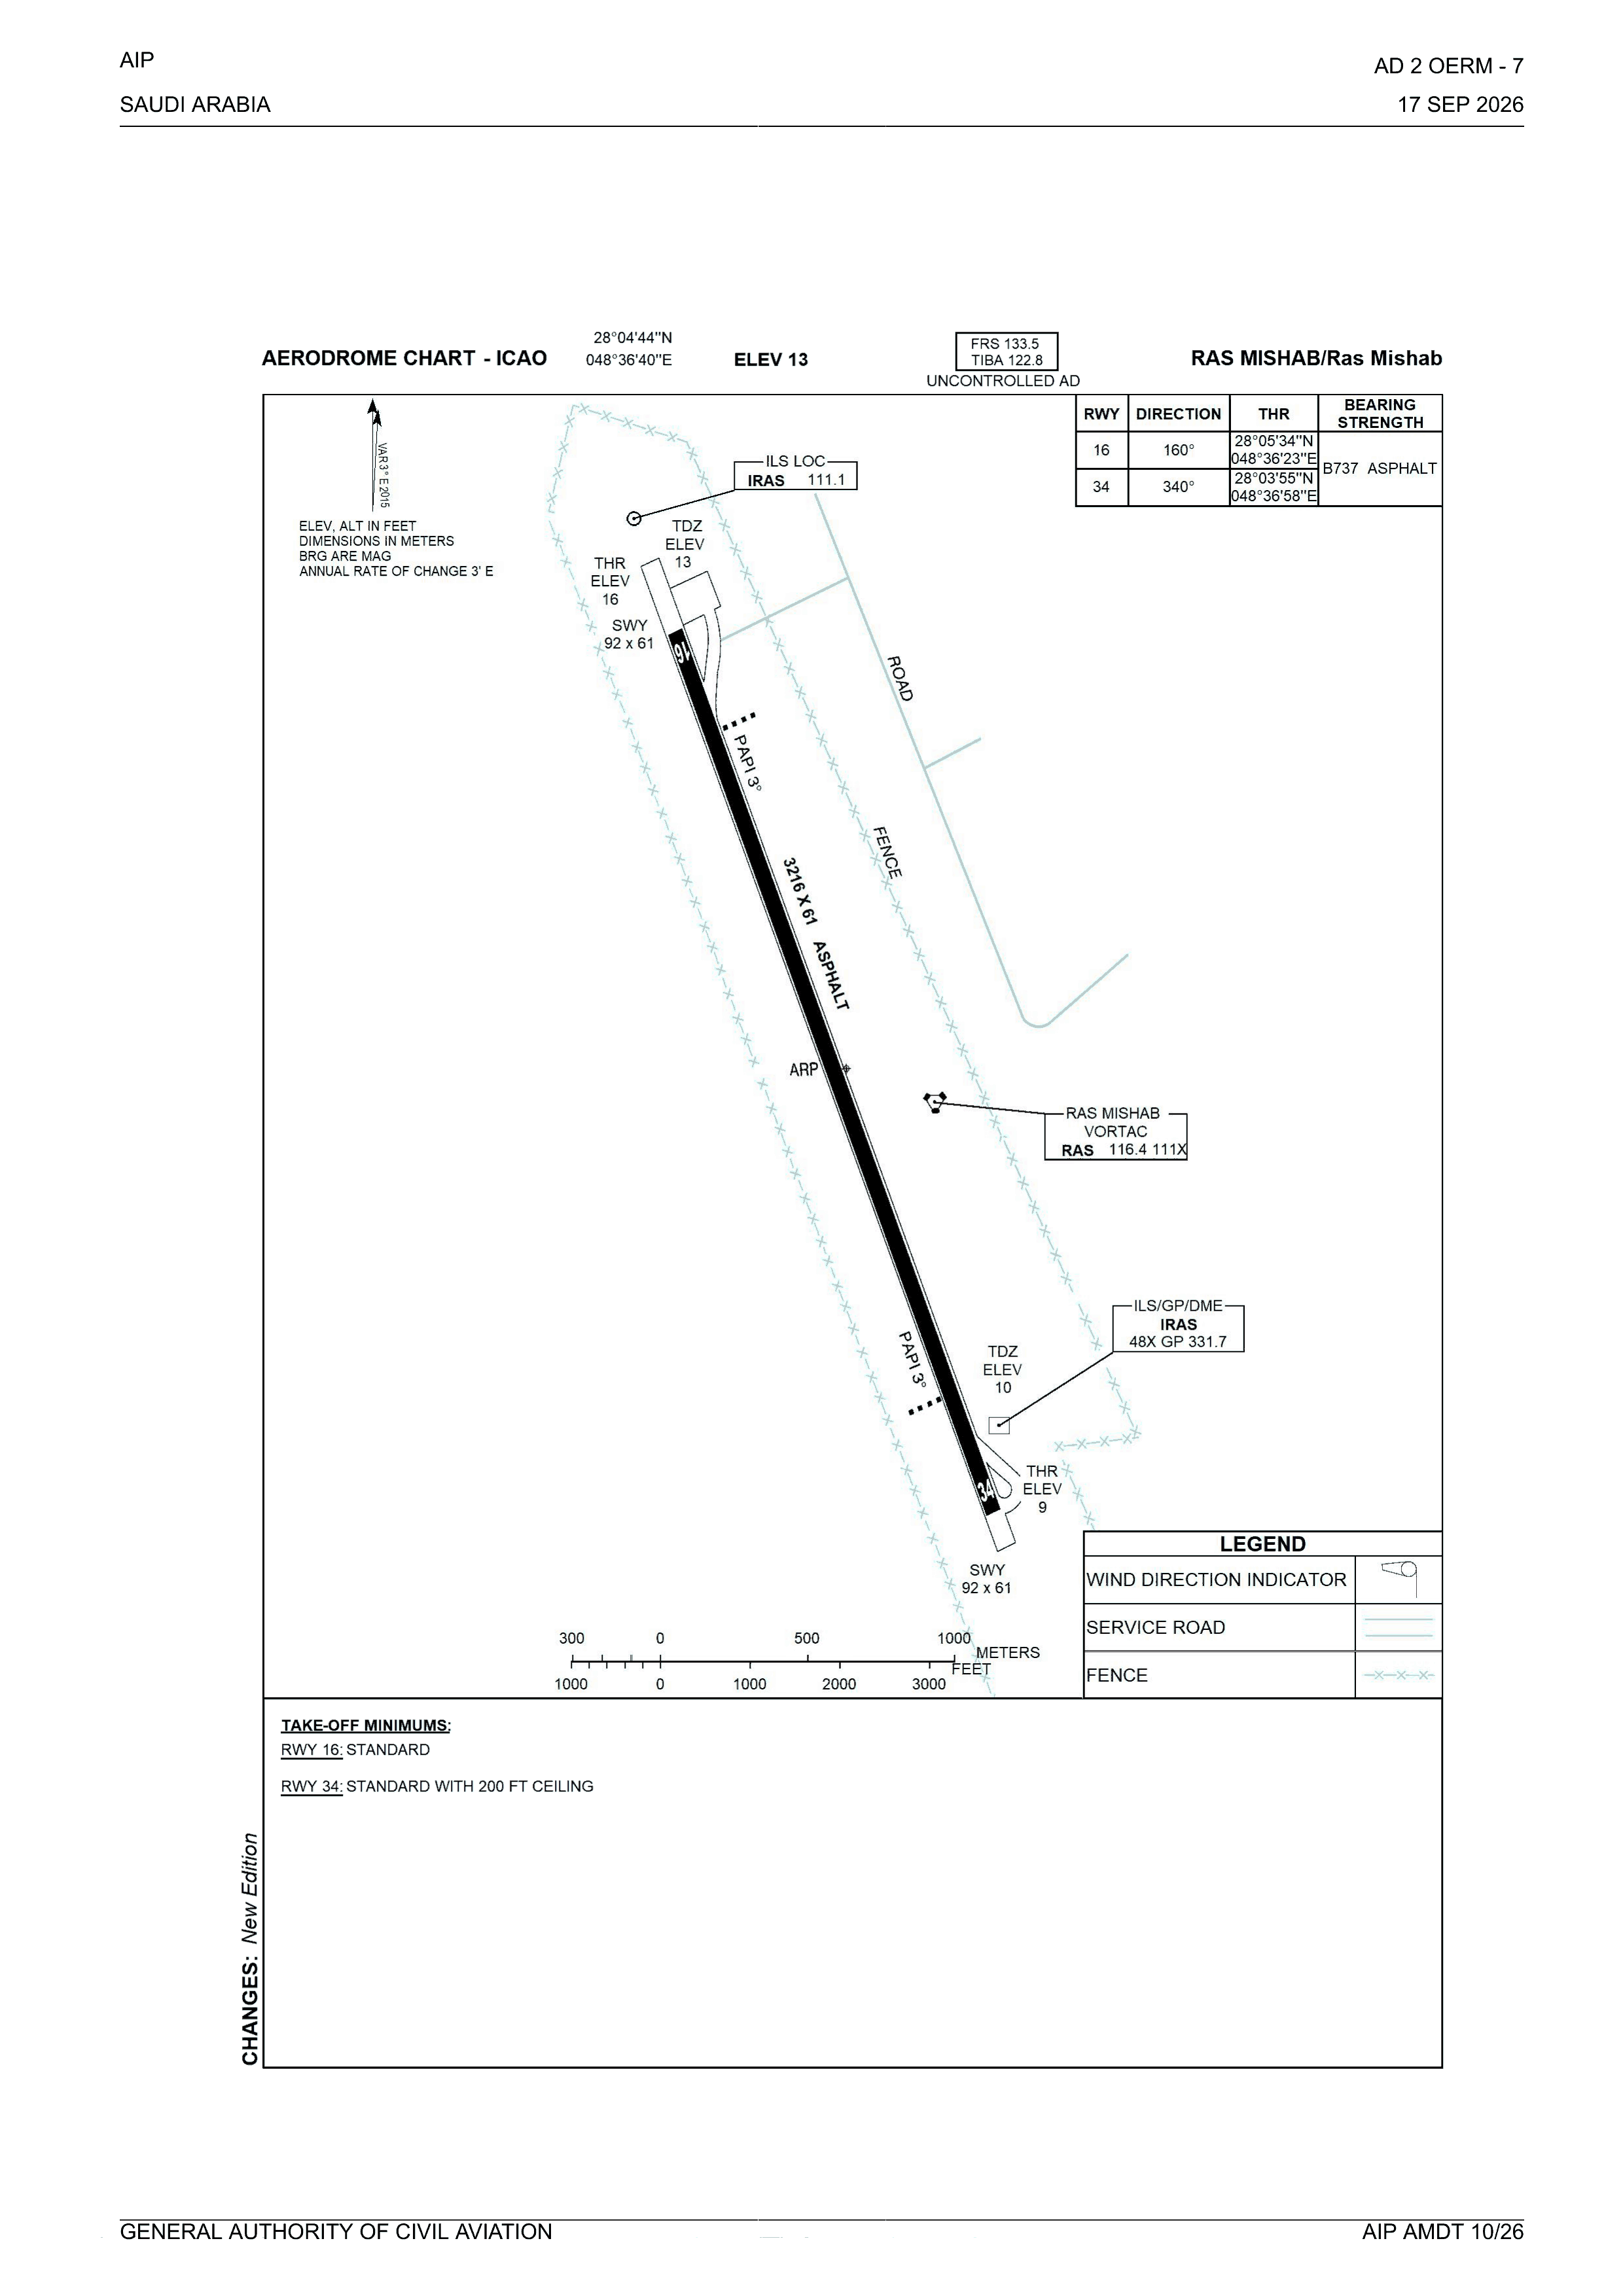 AIP
AD 2 OERM - 7
SAUDI ARABIA
17 SEP 2026
AERODROME CHART - ICAO
28°04'44"N
048°36'40"E
ELEV 13
FRS 133.5
TIBA 122.8
UNCONTROLLED AD
RAS MISHAB/Ras Mishab
RWY DIRECTION THR BEARING STRENGTH
16 160° 28°05'34"N 048°36'23"E
B737 ASPHALT
34 340° 28°03'55"N 048°36'58"E
VAR 3° E 2015
ELEV, ALT IN FEET
DIMENSIONS IN METERS
BRG ARE MAG
ANNUAL RATE OF CHANGE 3' E
ILS LOC
IRAS 111.1
TDZ
ELEV
13
THR
ELEV
16
SWY
92 x 61
16
ROAD
PAPI 3°
FENCE
3216 X 61 ASPHALT
ARP
RAS MISHAB
VORTAC
RAS 116.4 111X
ILS/GP/DME
IRAS
48X GP 331.7
PAPI 3°
TDZ
ELEV
10
34
THR
ELEV
9
SWY
92 x 61
LEGEND
WIND DIRECTION INDICATOR
SERVICE ROAD
FENCE
300 0 500 1000
METERS
FEET
1000 0 1000 2000 3000
TAKE-OFF MINIMUMS:
RWY 16: STANDARD
RWY 34: STANDARD WITH 200 FT CEILING
CHANGES: New Edition
GENERAL AUTHORITY OF CIVIL AVIATION
AIP AMDT 10/26